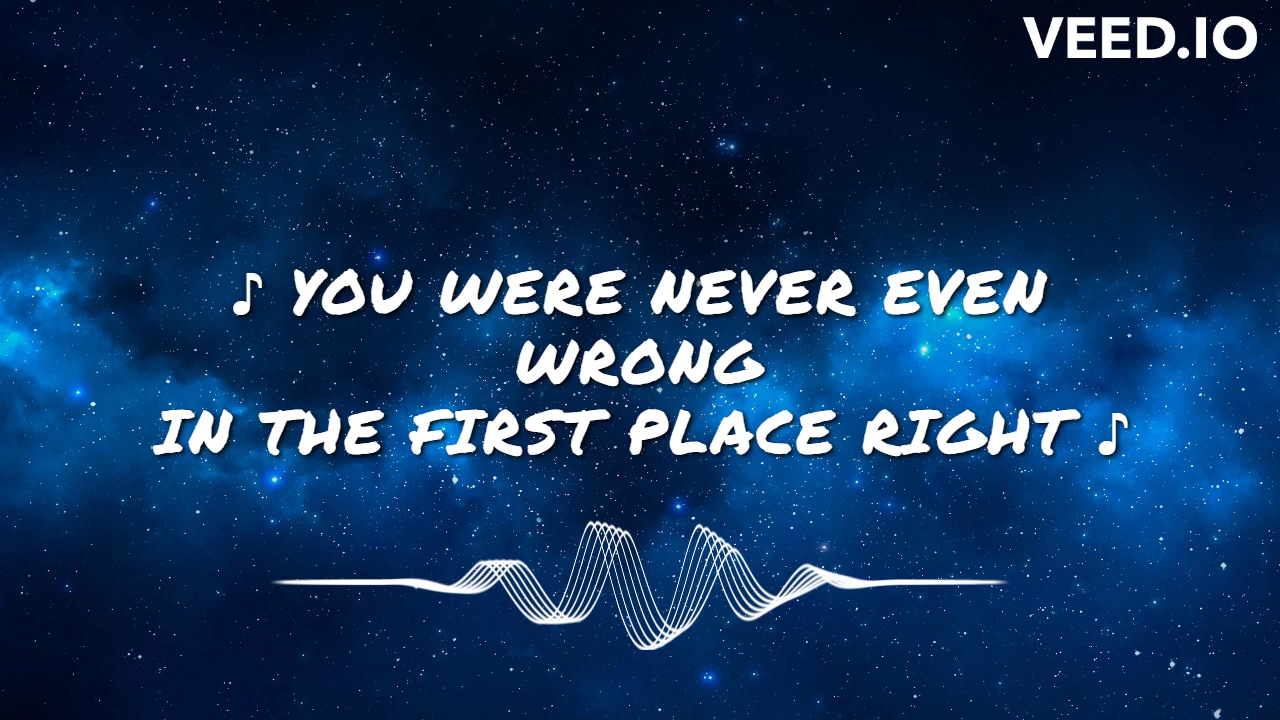 VEED.IO
♪ YOU WERE NEVER EVEN
WRONG
IN THE FIRST PLACE RIGHT ♪